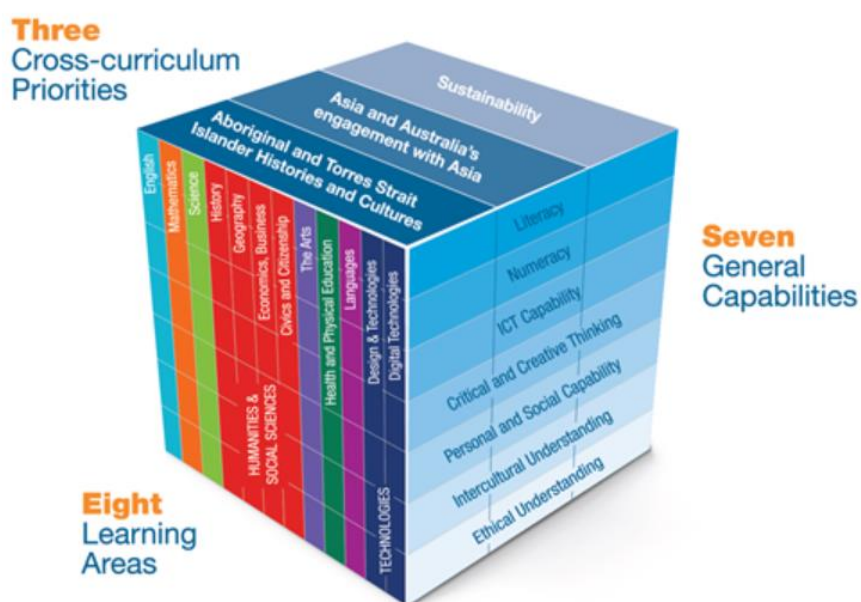 Three
Cross-curriculum
Priorities
Sustainability
Asia and Australia's
engagement with Asia
Aboriginal and Torres Strait
Islander Histories and Cultures
English
Mathematics
Science
History
Geography
Economics, Business
Civics and Citizenship
HUMANITIES &
SOCIAL SCIENCES
The Arts
Health and Physical Education
Languages
Design & Technologies
Digital Technologies
TECHNOLOGIES
Literacy
Numeracy
ICT Capability
Critical and Creative Thinking
Personal and Social Capability
Intercultural Understanding
Ethical Understanding
Seven
General
Capabilities
Eight
Learning
Areas